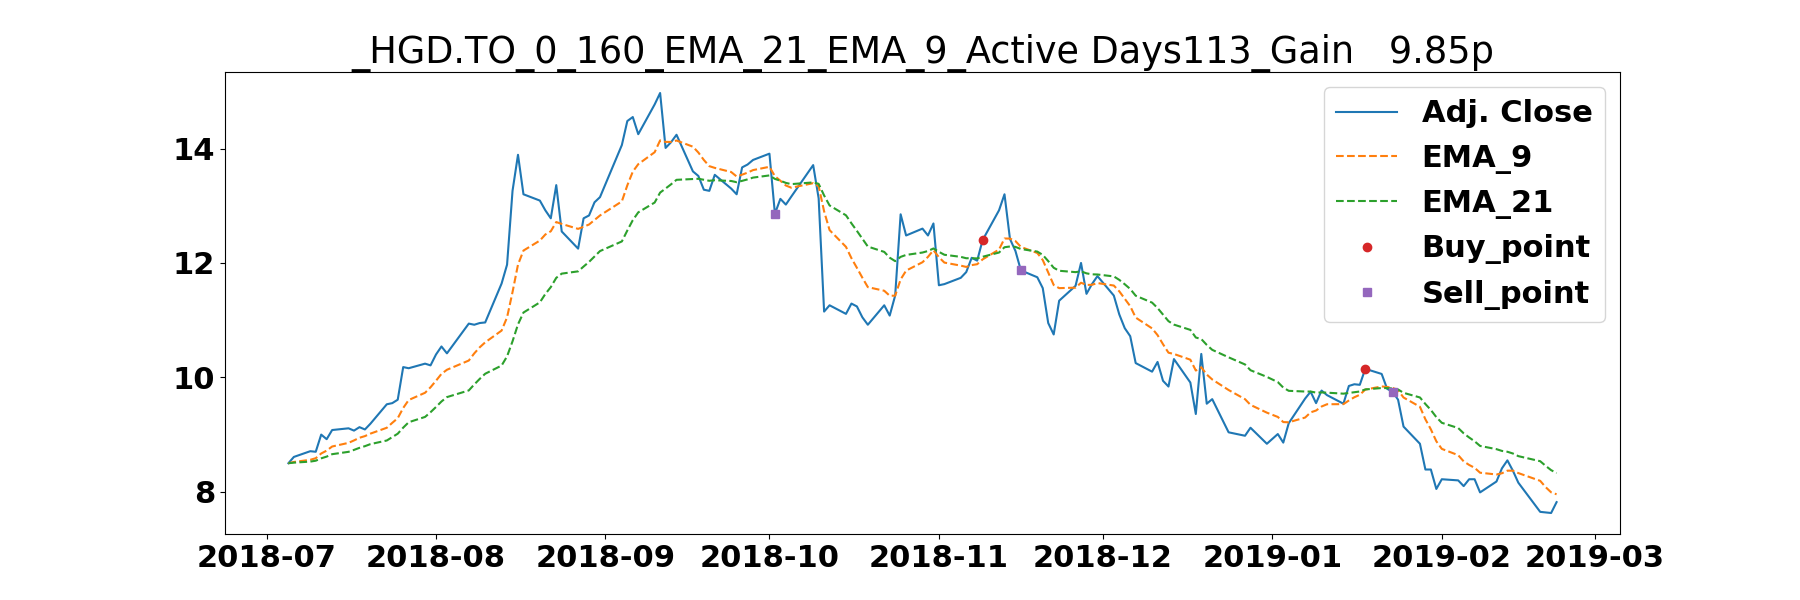 _HGD.TO_0_160_EMA_21_EMA_9_Active Days113_Gain   9.85p
Adj. Close
EMA_9
EMA_21
Buy_point
Sell_point
14
12
10
8
2018-07 2018-08 2018-09 2018-10 2018-11 2018-12 2019-01 2019-02 2019-03